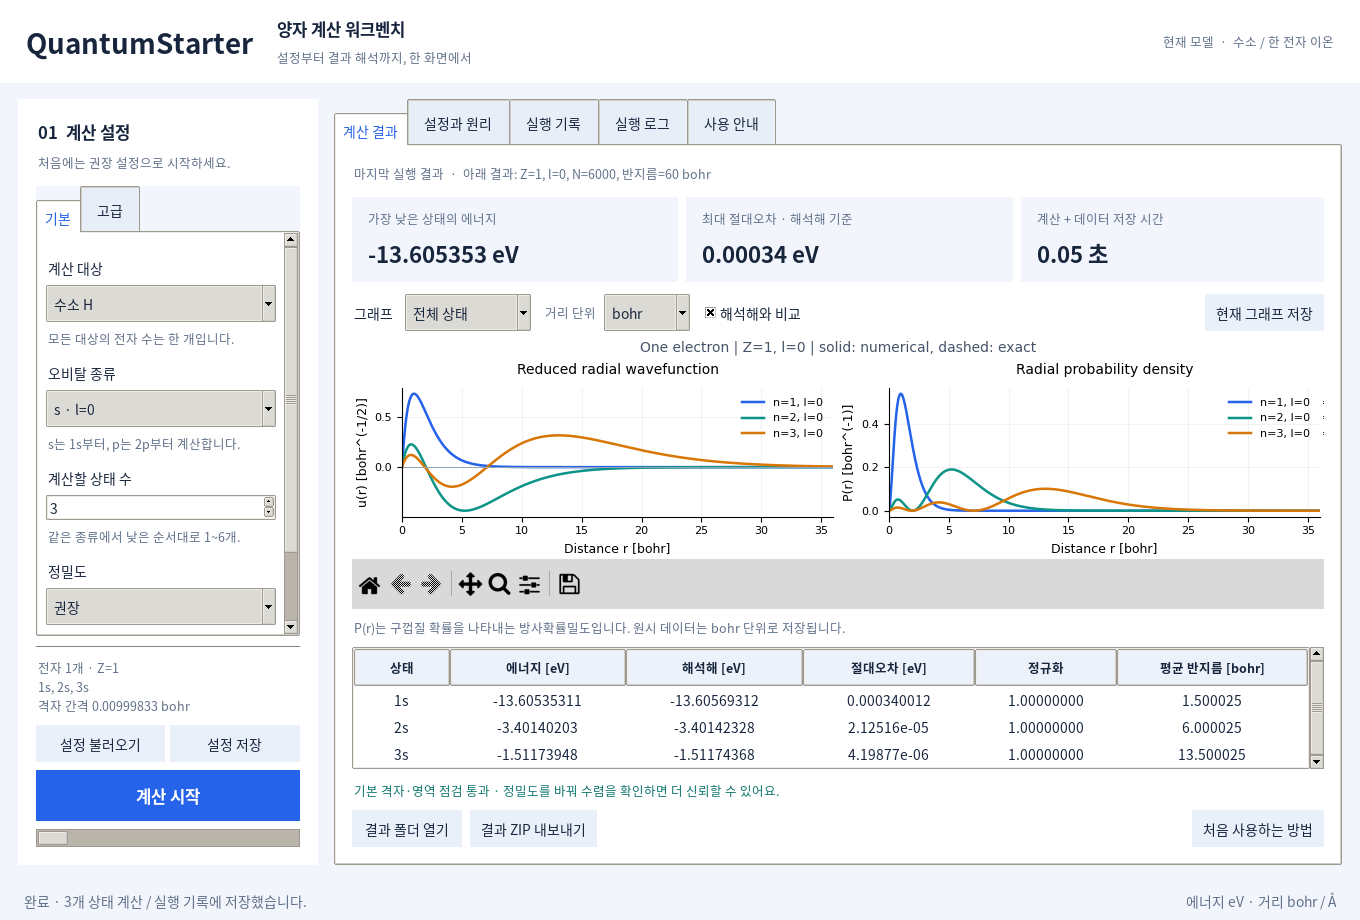 QuantumStarter
양자 계산 워크벤치
설정부터 결과 해석까지, 한 화면에서
현재 모델 · 수소 / 한 전자 이온
01 계산 설정
처음에는 권장 설정으로 시작하세요.
기본
고급
계산 대상
수소 H
모든 대상의 전자 수는 한 개입니다.
오비탈 종류
s · l=0
s는 1s부터, p는 2p부터 계산합니다.
계산할 상태 수
3
같은 종류에서 낮은 순서대로 1~6개.
정밀도
권장
전자 1개 · Z=1
1s, 2s, 3s
격자 간격 0.00999833 bohr
설정 불러오기
설정 저장
계산 시작
계산 결과
설정과 원리
실행 기록
실행 로그
사용 안내
마지막 실행 결과 · 아래 결과: Z=1, l=0, N=6000, 반지름=60 bohr
가장 낮은 상태의 에너지
-13.605353 eV
최대 절대오차 · 해석해 기준
0.00034 eV
계산 + 데이터 저장 시간
0.05 초
그래프
전체 상태
거리 단위
bohr
해석해와 비교
현재 그래프 저장
One electron | Z=1, l=0 | solid: numerical, dashed: exact
Reduced radial wavefunction
u(r) [bohr^(-1/2)]
0.5
0.0
n=1, l=0
n=2, l=0
n=3, l=0
0 5 10 15 20 25 30 35
Distance r [bohr]
Radial probability density
P(r) [bohr^(-1)]
0.4
0.2
0.0
n=1, l=0
n=2, l=0
n=3, l=0
0 5 10 15 20 25 30 35
Distance r [bohr]
P(r)는 구껍질 확률을 나타내는 방사확률밀도입니다. 원시 데이터는 bohr 단위로 저장됩니다.
상태 에너지 [eV] 해석해 [eV] 절대오차 [eV] 정규화 평균 반지름 [bohr]
1s -13.60535311 -13.60569312 0.000340012 1.00000000 1.500025
2s -3.40140203 -3.40142328 2.12516e-05 1.00000000 6.000025
3s -1.51173948 -1.51174368 4.19877e-06 1.00000000 13.500025
기본 격자·영역 점검 통과 · 정밀도를 바꿔 수렴을 확인하면 더 신뢰할 수 있어요.
결과 폴더 열기
결과 ZIP 내보내기
처음 사용하는 방법
완료 · 3개 상태 계산 / 실행 기록에 저장했습니다.
에너지 eV · 거리 bohr / Å